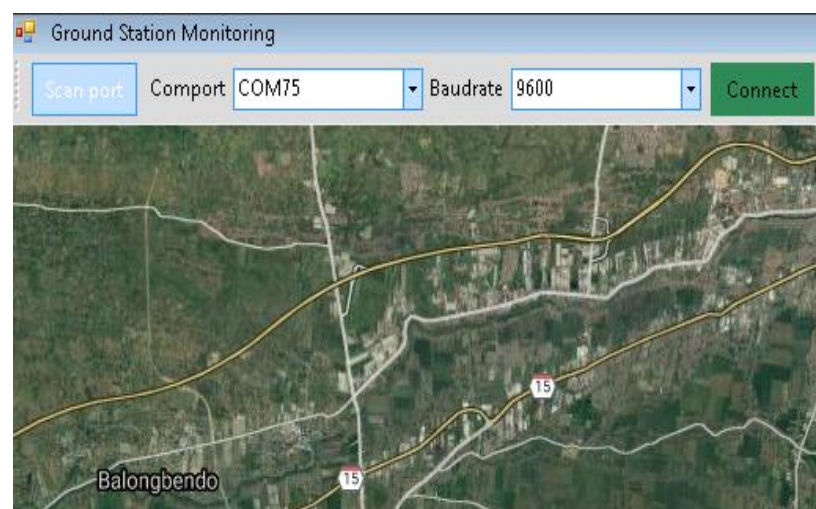 Ground Station Monitoring
Scan port Comport COM75 Baudrate 9600 Connect
15
15
Balongbendo